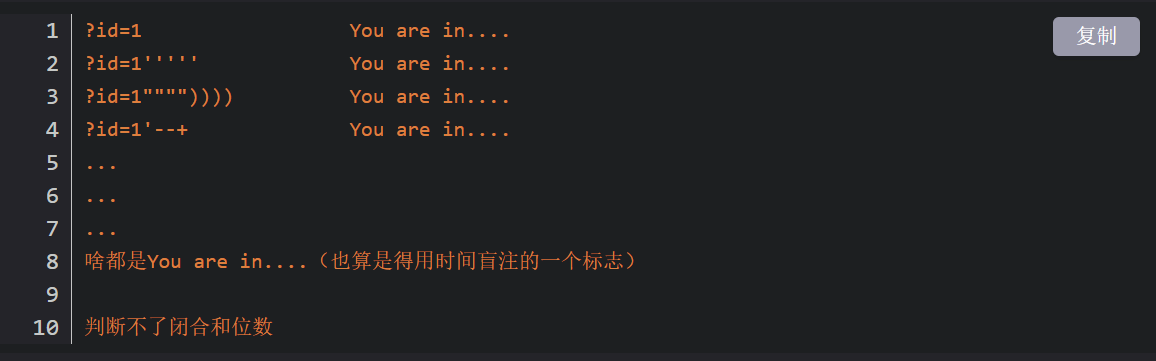 复制
1 ?id=1 You are in....
2 ?id=1''''' You are in....
3 ?id=1"""")))) You are in....
4 ?id=1'--+ You are in....
5 ...
6 ...
7 ...
8 啥都是You are in....（也算是得用时间盲注的一个标志）
9
10 判断不了闭合和位数